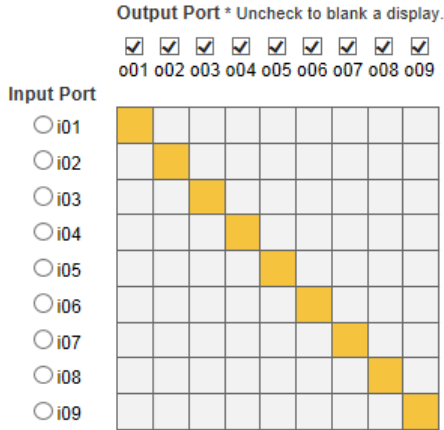 Output Port * Uncheck to blank a display.
o01 o02 o03 o04 o05 o06 o07 o08 o09
Input Port
i01
i02
i03
i04
i05
i06
i07
i08
i09